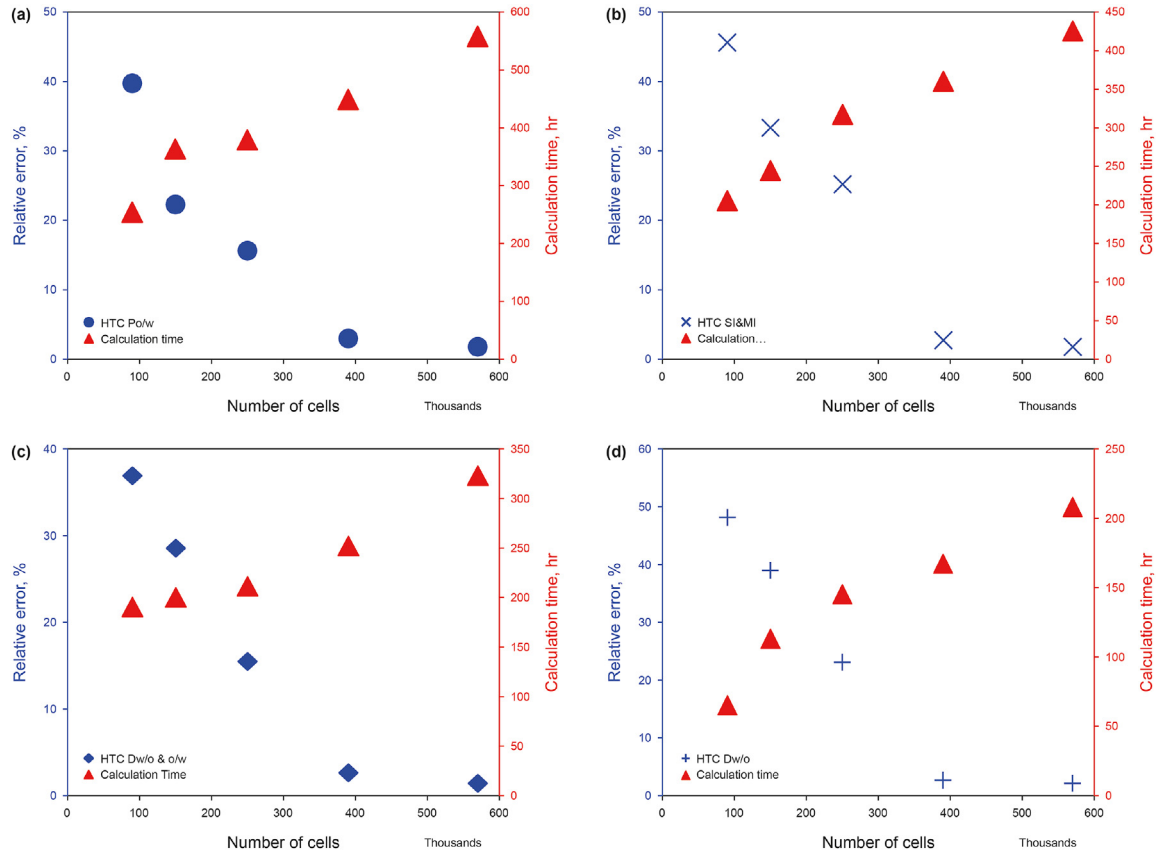 (a)
50
40
30
20
10
0
Relative error, %
600
500
400
300
200
100
0
Calculation time, hr
HTC Po/w
Calculation time
0 100 200 300 400 500 600
Number of cells
Thousands
(b)
50
40
30
20
10
0
Relative error, %
450
400
350
300
250
200
150
100
50
0
Calculation time, hr
HTC SI&MI
Calculation…
0 100 200 300 400 500 600
Number of cells
Thousands
(c)
40
30
20
10
0
Relative error, %
350
300
250
200
150
100
50
0
Calculation time, hr
HTC Dw/o & o/w
Calculation Time
0 100 200 300 400 500 600
Number of cells
Thousands
(d)
60
50
40
30
20
10
0
Relative error, %
250
200
150
100
50
0
Calculation time, hr
HTC Dw/o
Calculation time
0 100 200 300 400 500 600
Number of cells
Thousands